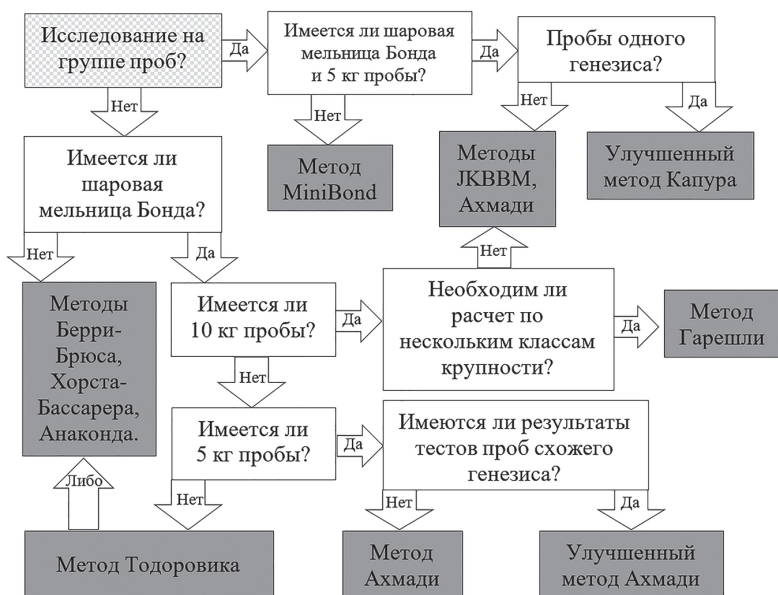 Исследование на
группе проб?
Да
Имеется ли шаровая
мельница Бонда
и 5 кг пробы?
Да
Пробы одного
генезиса?
Нет
Нет
Нет
Да
Имеется ли
шаровая
мельница Бонда?
Метод
MiniBond
Методы
JKBBM,
Ахмади
Улучшенный
метод Капура
Нет
Да
Нет
Методы
Берри-
Брюса,
Хорста-
Бассарера,
Анаконда.
Имеется ли
10 кг пробы?
Да
Необходим ли
расчет по
нескольким классам
крупности?
Да
Метод
Гарешли
Нет
Имеется ли
5 кг пробы?
Да
Имеются ли результаты
тестов проб схожего
генезиса?
Либо
Нет
Нет
Да
Метод Тодоровика
Метод
Ахмади
Улучшенный
метод Ахмади